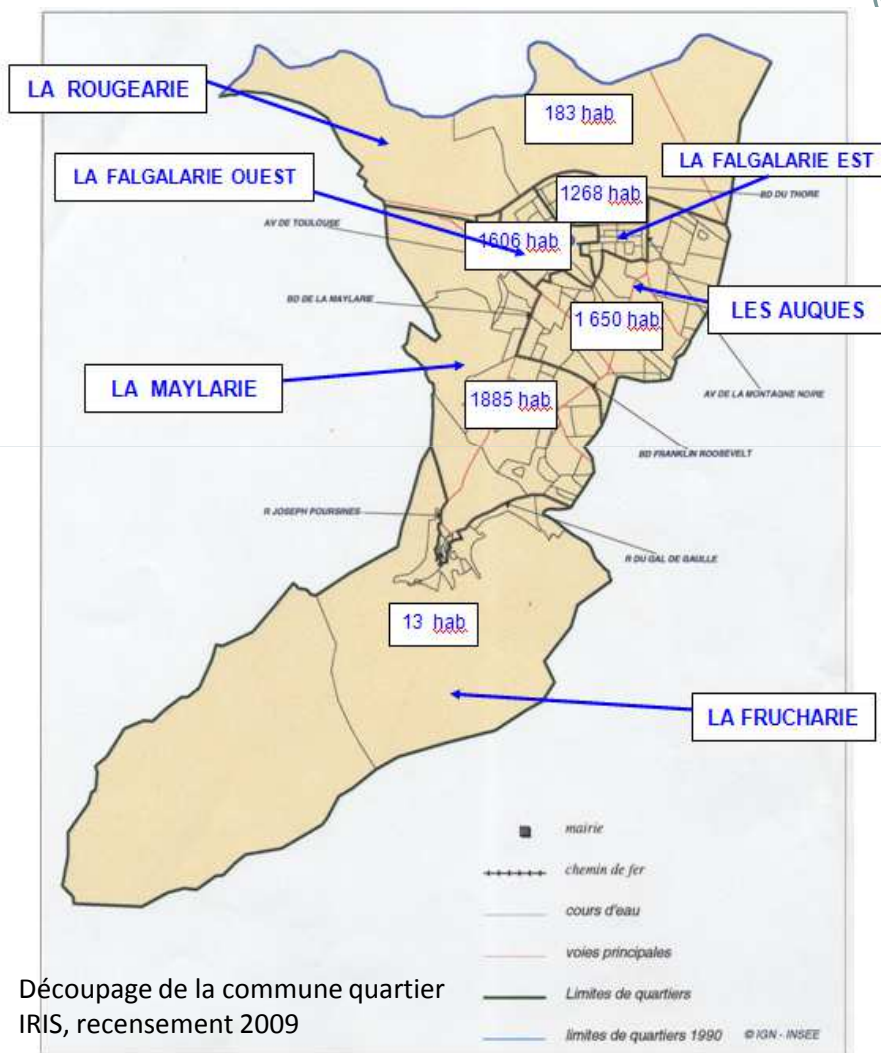 LA ROUGEARIE
183 hab
LA FALGALARIE EST
LA FALGALARIE OUEST
1268 hab
BD DU THORE
AV DE TOULOUSE
1606 hab
BD DE LA MAYLARIE
LES AUQUES
1 650 hab
LA MAYLARIE
1885 hab
AV DE LA MONTAGNE NOIRE
BD FRANKLIN ROOSEVELT
R JOSEPH POURSINES
R DU GAL DE GAULLE
13 hab
LA FRUCHARIE
mairie
chemin de fer
cours d'eau
voies principales
Limites de quartiers
limites de quartiers 1990
© IGN - INSEE
Découpage de la commune quartier
IRIS, recensement 2009